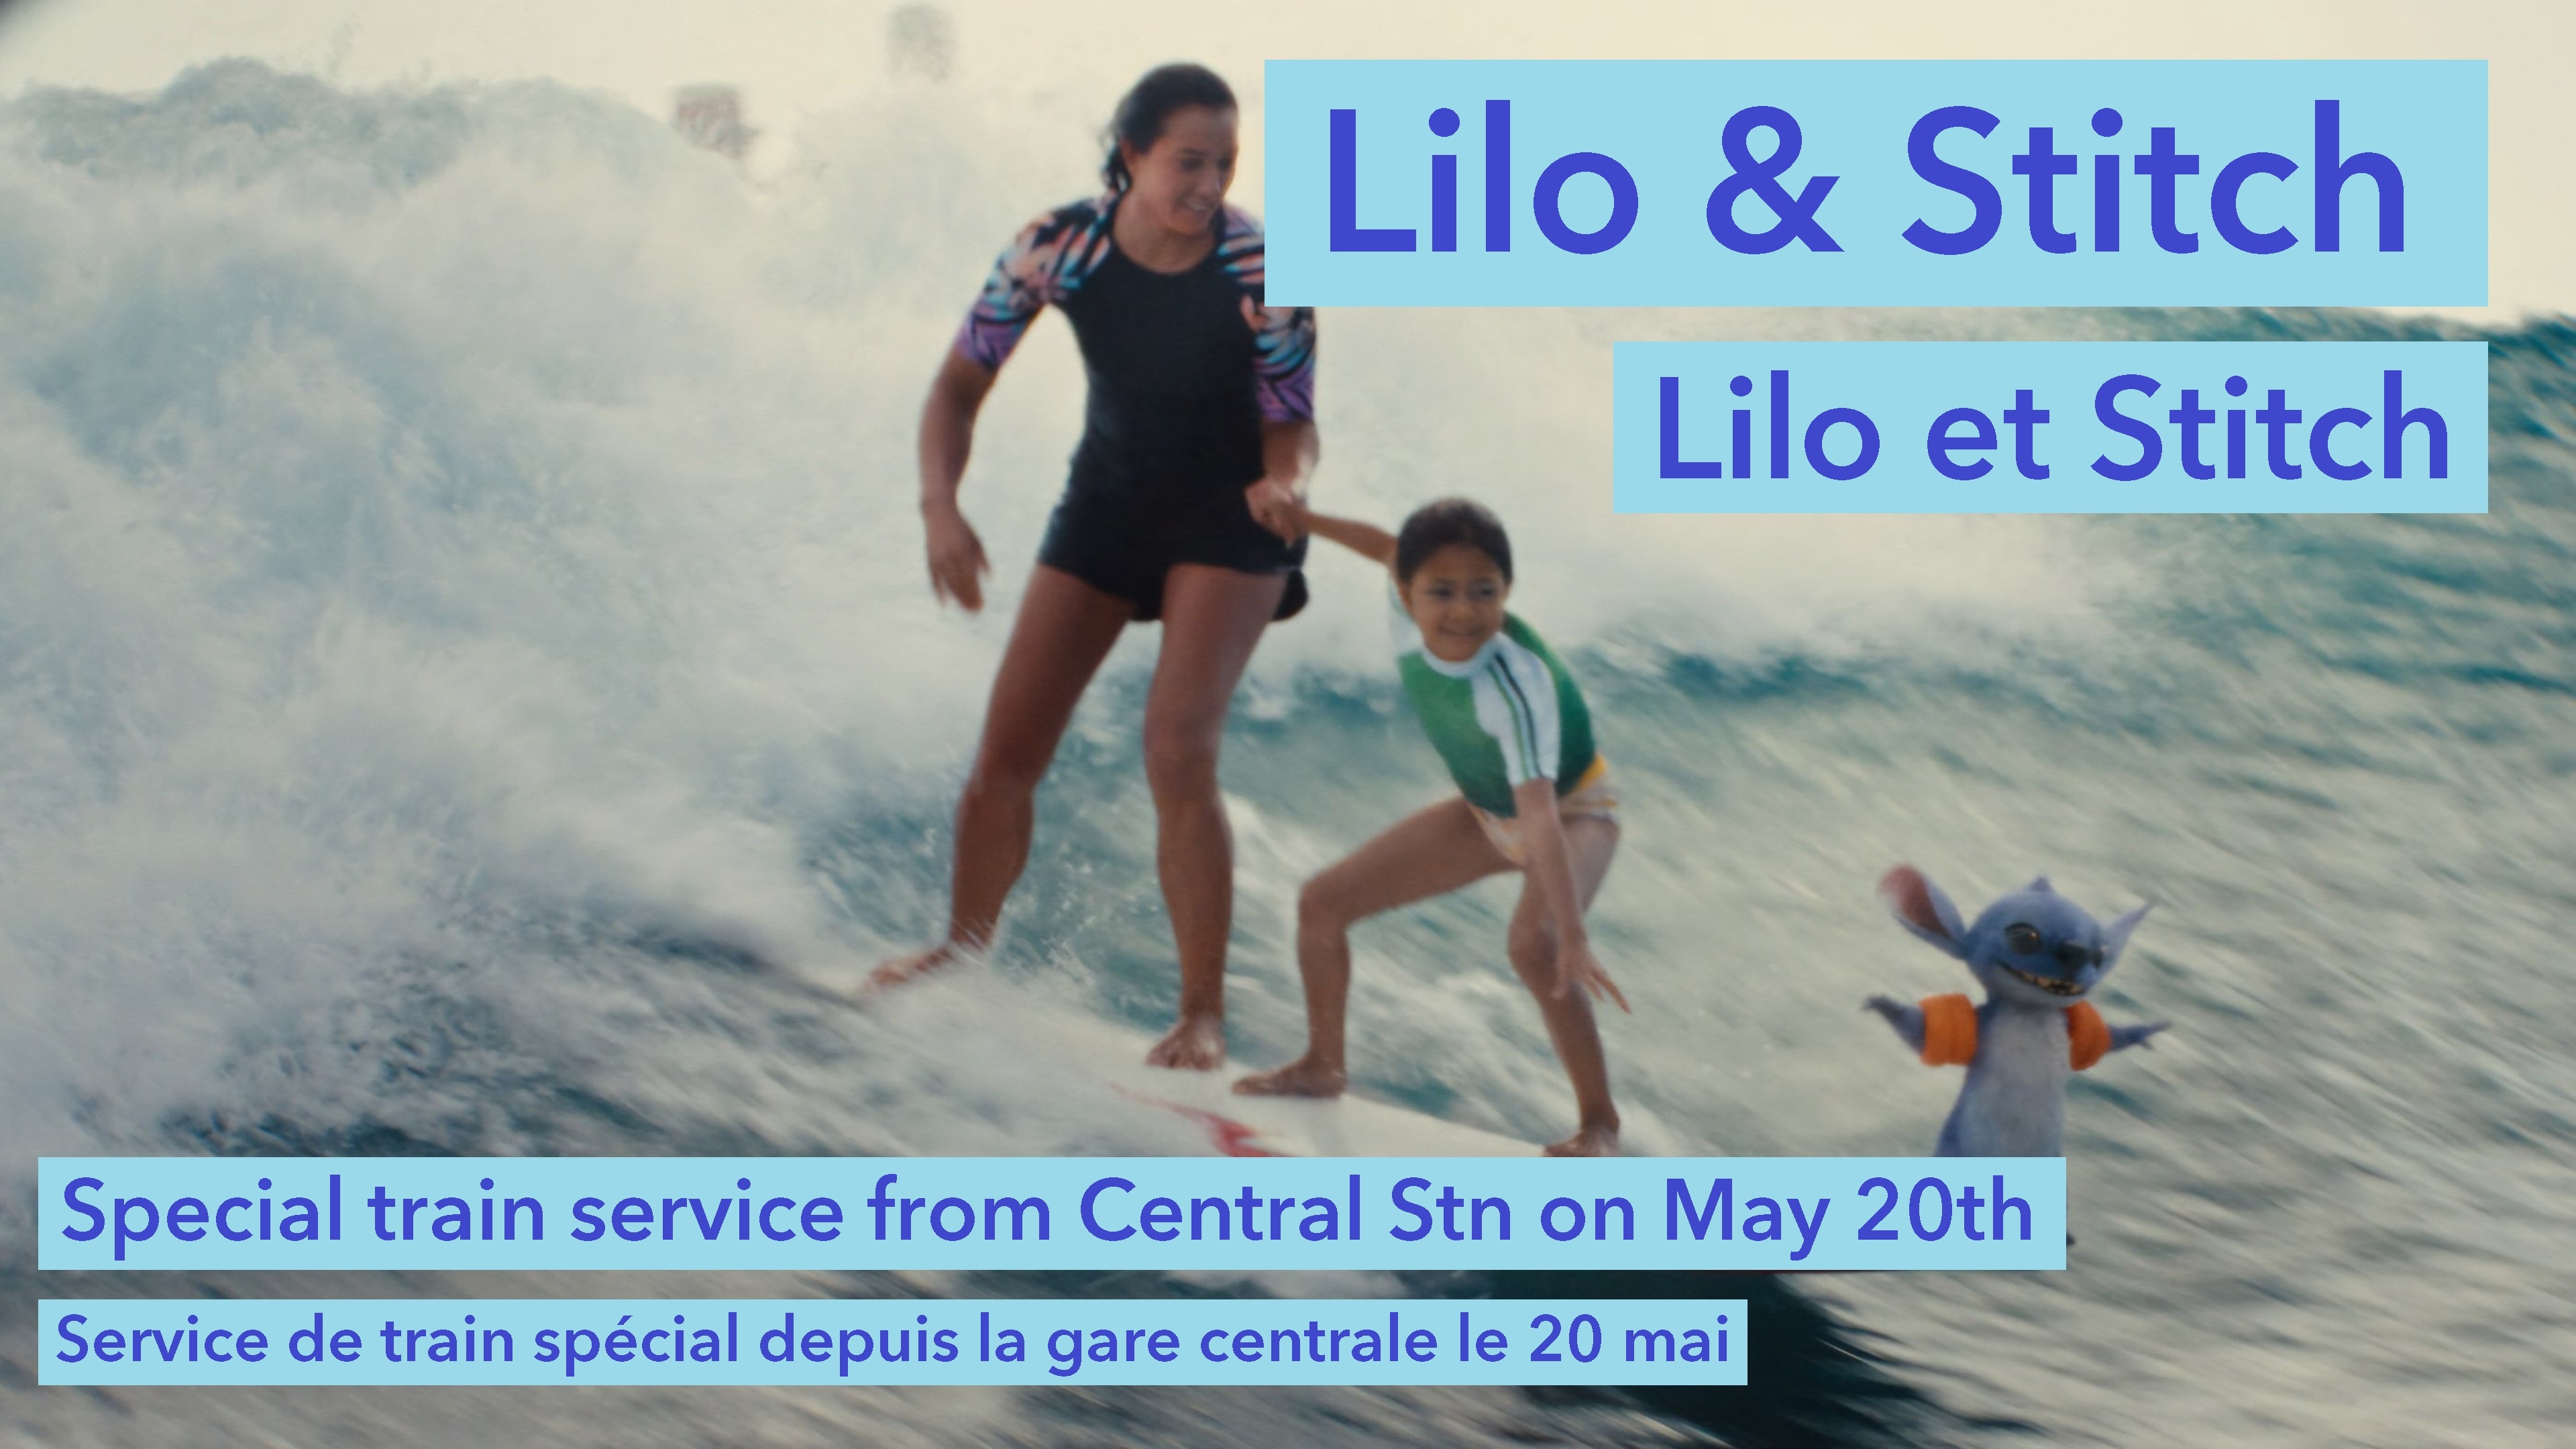 Lilo & Stitch
Lilo et Stitch
Special train service from Central Stn on May 20th
Service de train spécial depuis la gare centrale le 20 mai